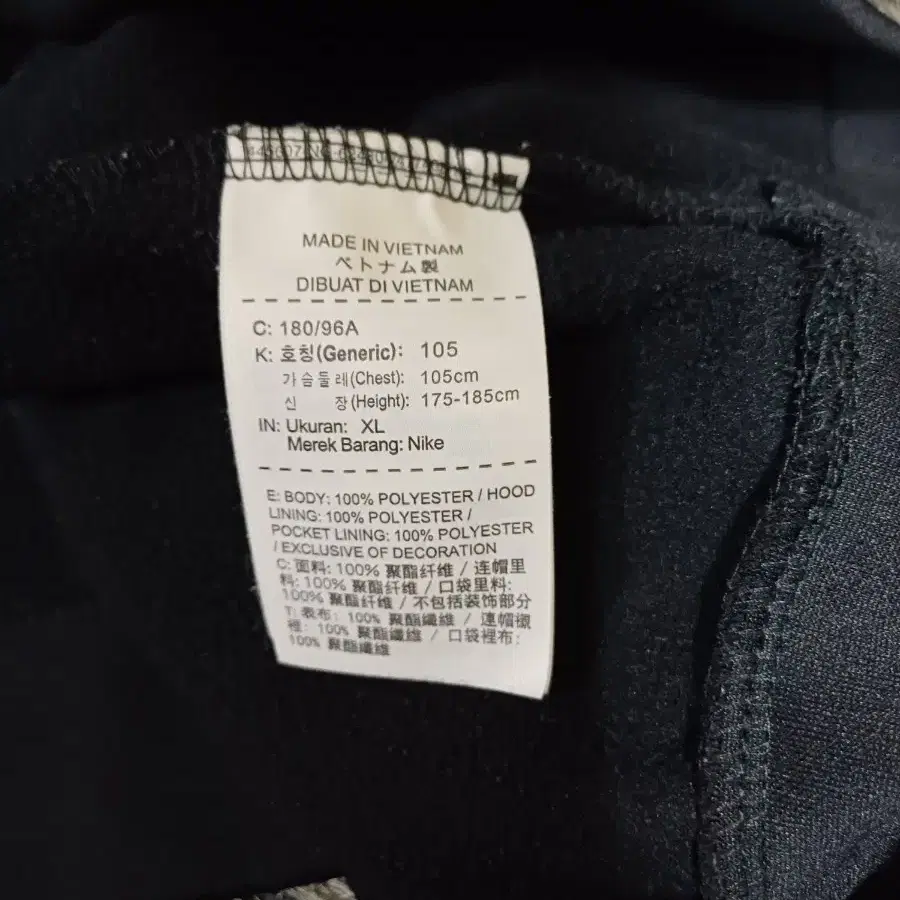 MADE IN VIETNAM
ベトナム製
DIBUAT DI VIETNAM
C: 180/96A
K: 호칭(Generic): 105
가슴둘레(Chest): 105cm
신 장(Height): 175-185cm
IN: Ukuran: XL
Merek Barang: Nike
E: BODY: 100% POLYESTER / HOOD
LINING: 100% POLYESTER /
POCKET LINING: 100% POLYESTER
/ EXCLUSIVE OF DECORATION
C: 面料: 100% 聚酯纤维 / 连帽里
料: 100% 聚酯纤维 / 口袋里料:
100% 聚酯纤维 / 不包括装饰部分
T: 表布: 100% 聚酯纖維 / 連帽襯
裡: 100% 聚酯纖維 / 口袋裡布:
100% 聚酯纖維